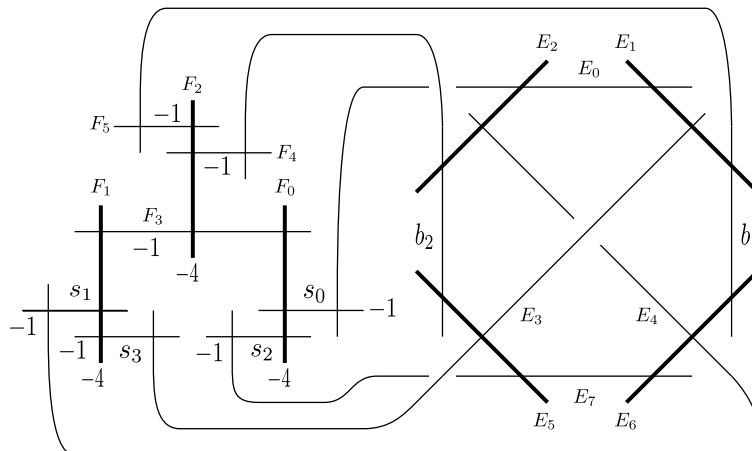 E₂ E₁
E₀
F₂
−1
F₅
F₄
−1
F₁ F₀
F₃
−1
b₂ b
−4
s₁ s₀
−1 −1
E₃ E₄
−1 s₃ −1 s₂
−4 −4
E₇
E₅ E₆